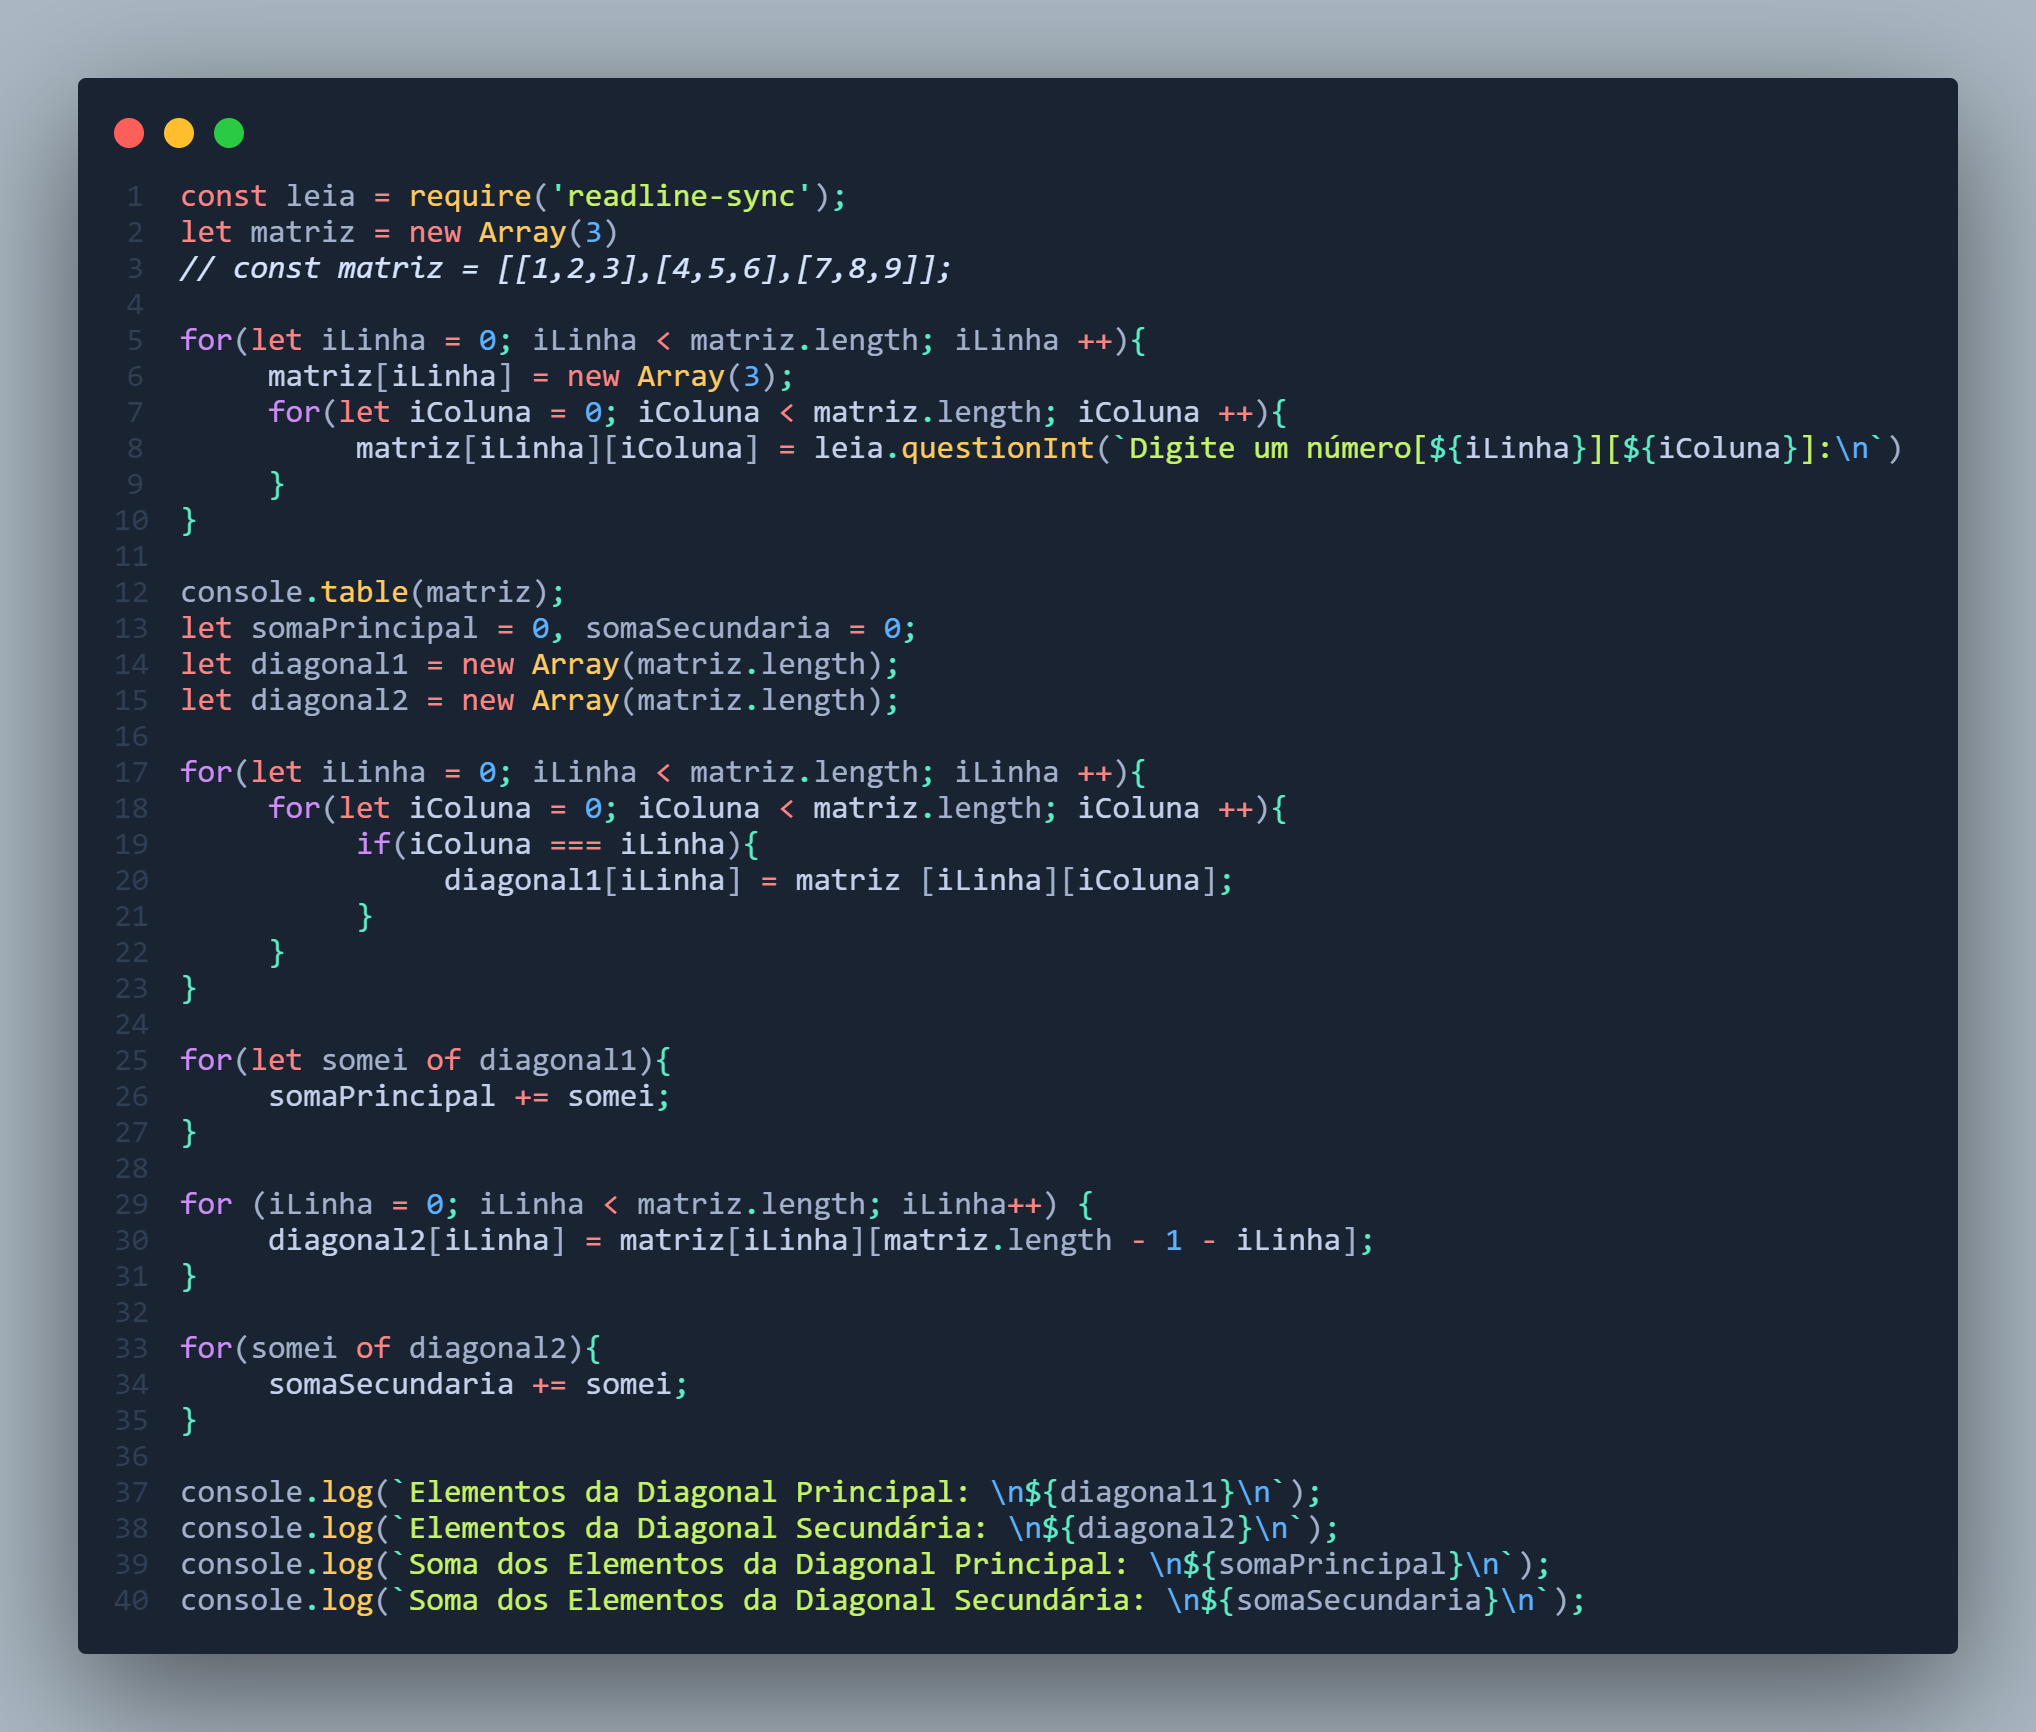 1 const leia = require('readline-sync');
2 let matriz = new Array(3)
3 // const matriz = [[1,2,3],[4,5,6],[7,8,9]];
4
5 for(let iLinha = 0; iLinha < matriz.length; iLinha ++){
6 matriz[iLinha] = new Array(3);
7 for(let iColuna = 0; iColuna < matriz.length; iColuna ++){
8 matriz[iLinha][iColuna] = leia.questionInt(`Digite um número[${iLinha}][${iColuna}]:\n`)
9 }
10 }
11
12 console.table(matriz);
13 let somaPrincipal = 0, somaSecundaria = 0;
14 let diagonal1 = new Array(matriz.length);
15 let diagonal2 = new Array(matriz.length);
16
17 for(let iLinha = 0; iLinha < matriz.length; iLinha ++){
18 for(let iColuna = 0; iColuna < matriz.length; iColuna ++){
19 if(iColuna === iLinha){
20 diagonal1[iLinha] = matriz [iLinha][iColuna];
21 }
22 }
23 }
24
25 for(let somei of diagonal1){
26 somaPrincipal += somei;
27 }
28
29 for (iLinha = 0; iLinha < matriz.length; iLinha++) {
30 diagonal2[iLinha] = matriz[iLinha][matriz.length - 1 - iLinha];
31 }
32
33 for(somei of diagonal2){
34 somaSecundaria += somei;
35 }
36
37 console.log(`Elementos da Diagonal Principal: \n${diagonal1}\n`);
38 console.log(`Elementos da Diagonal Secundária: \n${diagonal2}\n`);
39 console.log(`Soma dos Elementos da Diagonal Principal: \n${somaPrincipal}\n`);
40 console.log(`Soma dos Elementos da Diagonal Secundária: \n${somaSecundaria}\n`);